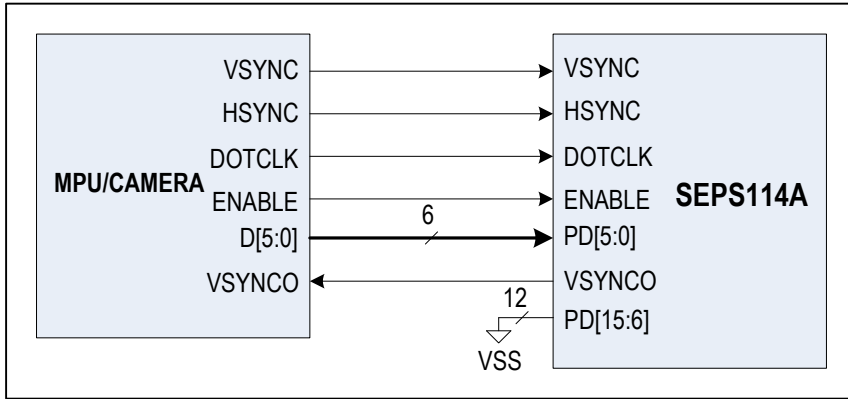 VSYNC
HSYNC
DOTCLK
MPU/CAMERA
ENABLE
D[5:0]
VSYNCO
6
12
VSS
VSYNC
HSYNC
DOTCLK
ENABLE
SEPS114A
PD[5:0]
VSYNCO
PD[15:6]